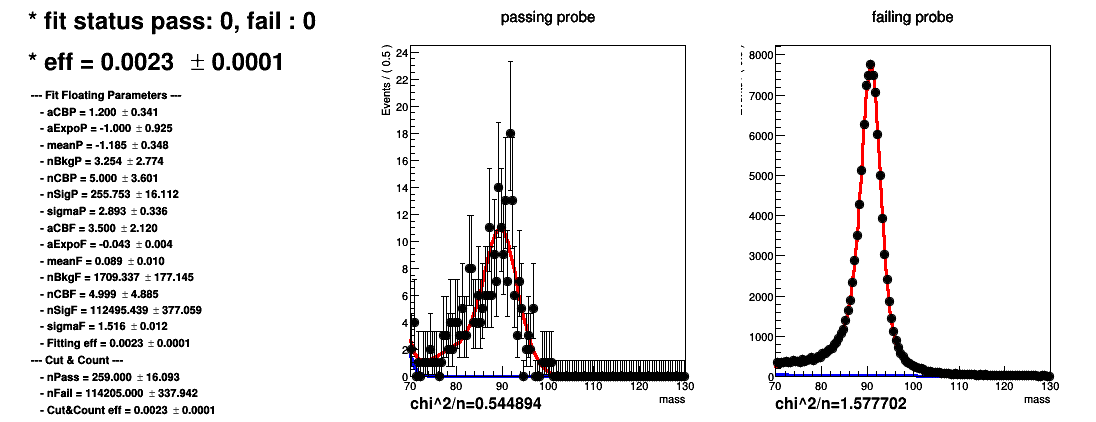 * fit status pass: 0, fail : 0
* eff = 0.0023 ± 0.0001
--- Fit Floating Parameters ---
- aCBP = 1.200 ± 0.341
- aExpoP = -1.000 ± 0.925
- meanP = -1.185 ± 0.348
- nBkgP = 3.254 ± 2.774
- nCBP = 5.000 ± 3.601
- nSigP = 255.753 ± 16.112
- sigmaP = 2.893 ± 0.336
- aCBF = 3.500 ± 2.120
- aExpoF = -0.043 ± 0.004
- meanF = 0.089 ± 0.010
- nBkgF = 1709.337 ± 177.145
- nCBF = 4.999 ± 4.885
- nSigF = 112495.439 ± 377.059
- sigmaF = 1.516 ± 0.012
- Fitting eff = 0.0023 ± 0.0001
--- Cut & Count ---
- nPass = 259.000 ± 16.093
- nFail = 114205.000 ± 337.942
- Cut&Count eff = 0.0023 ± 0.0001
passing probe
Events / ( 0.5 )
24
22
20
18
16
14
12
10
8
6
4
2
0
70 80 90 100 110 120 130
mass
chi^2/n=0.544894
failing probe
8000
7000
6000
5000
4000
3000
2000
1000
0
70 80 90 100 110 120 130
mass
chi^2/n=1.577702